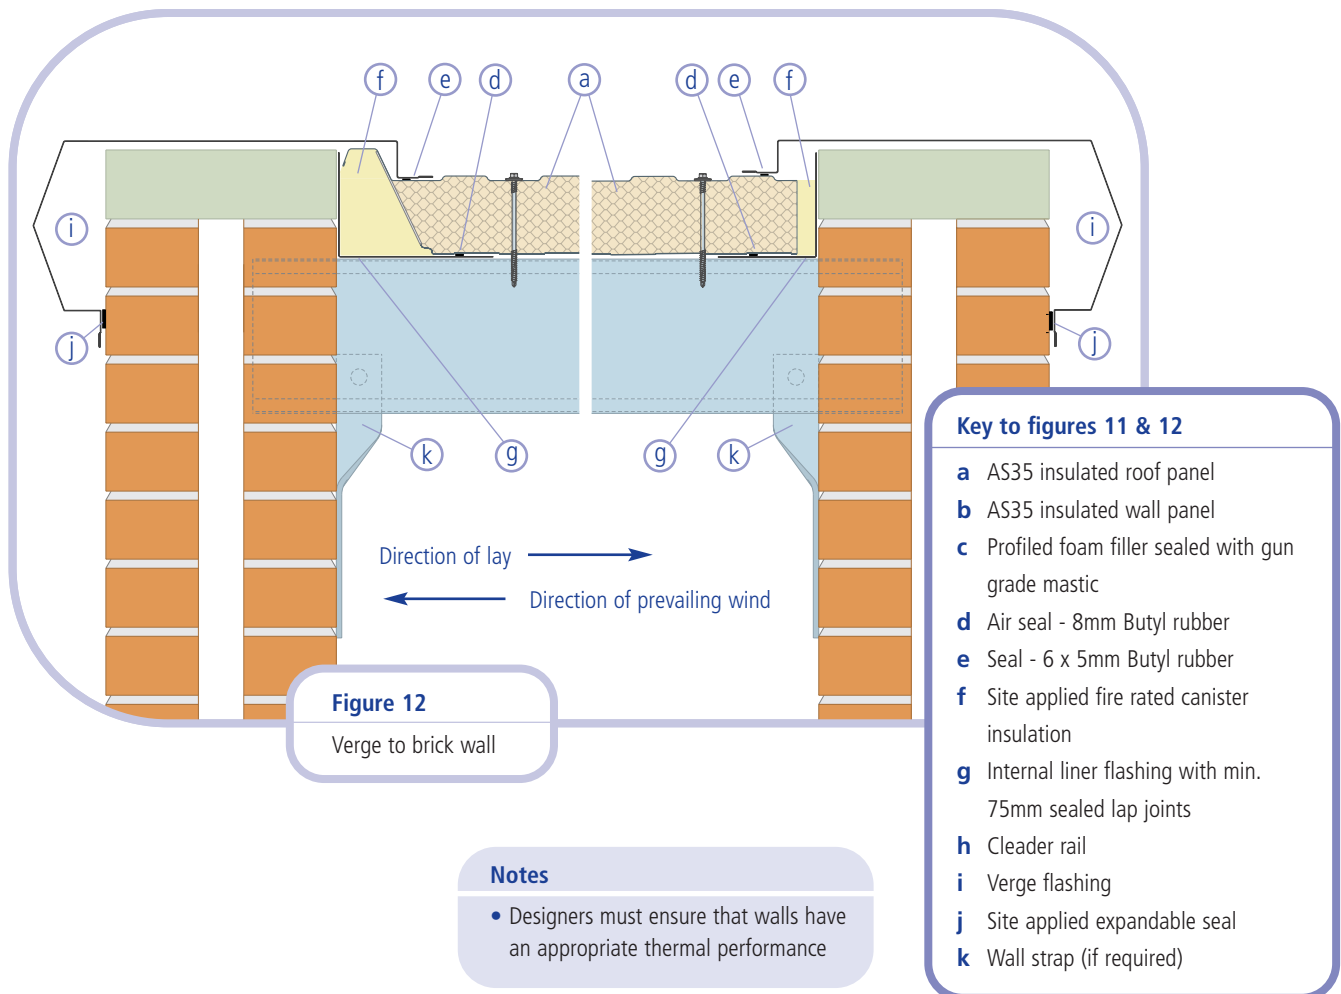 f e d a d e f
i i
j j
k g g k
Direction of lay
Direction of prevailing wind
Figure 12
Verge to brick wall
Key to figures 11 & 12
a AS35 insulated roof panel
b AS35 insulated wall panel
c Profiled foam filler sealed with gun
grade mastic
d Air seal - 8mm Butyl rubber
e Seal - 6 x 5mm Butyl rubber
f Site applied fire rated canister
insulation
g Internal liner flashing with min.
75mm sealed lap joints
h Cleader rail
i Verge flashing
j Site applied expandable seal
k Wall strap (if required)
Notes
• Designers must ensure that walls have
an appropriate thermal performance